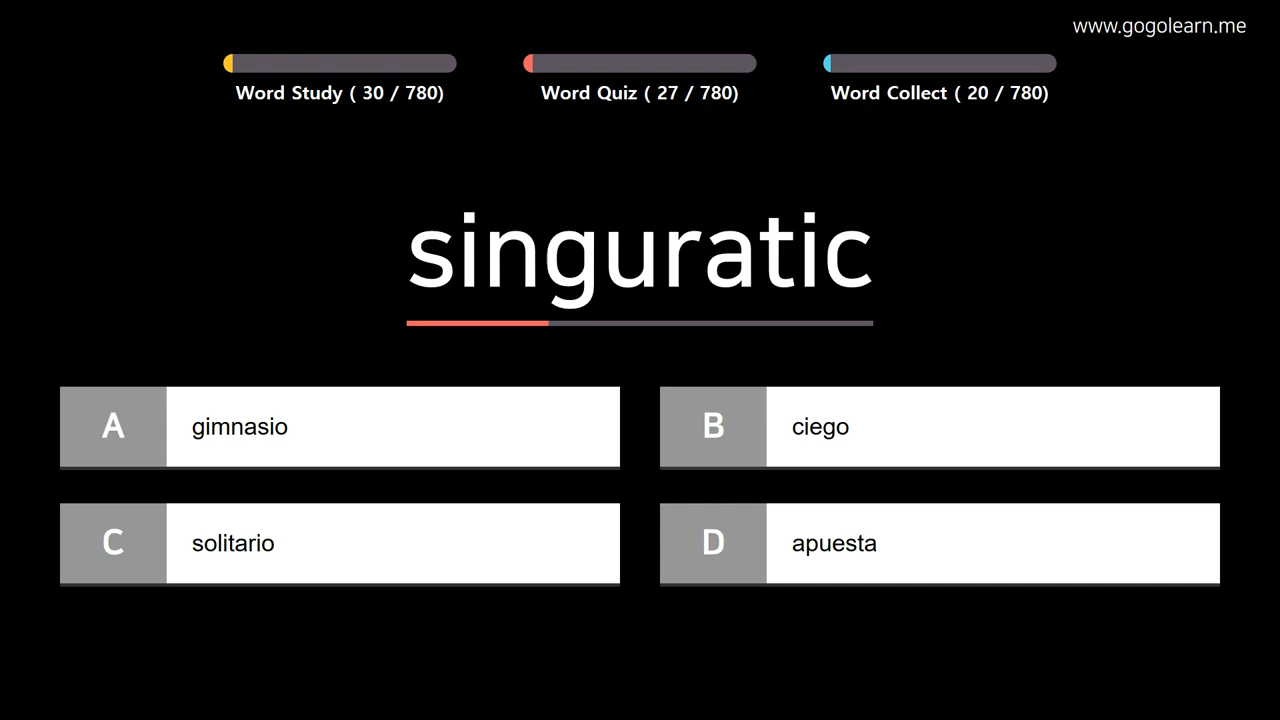 www.gogolearn.me
Word Study ( 30 / 780)
Word Quiz ( 27 / 780)
Word Collect ( 20 / 780)
singuratic
A gimnasio
B ciego
C solitario
D apuesta